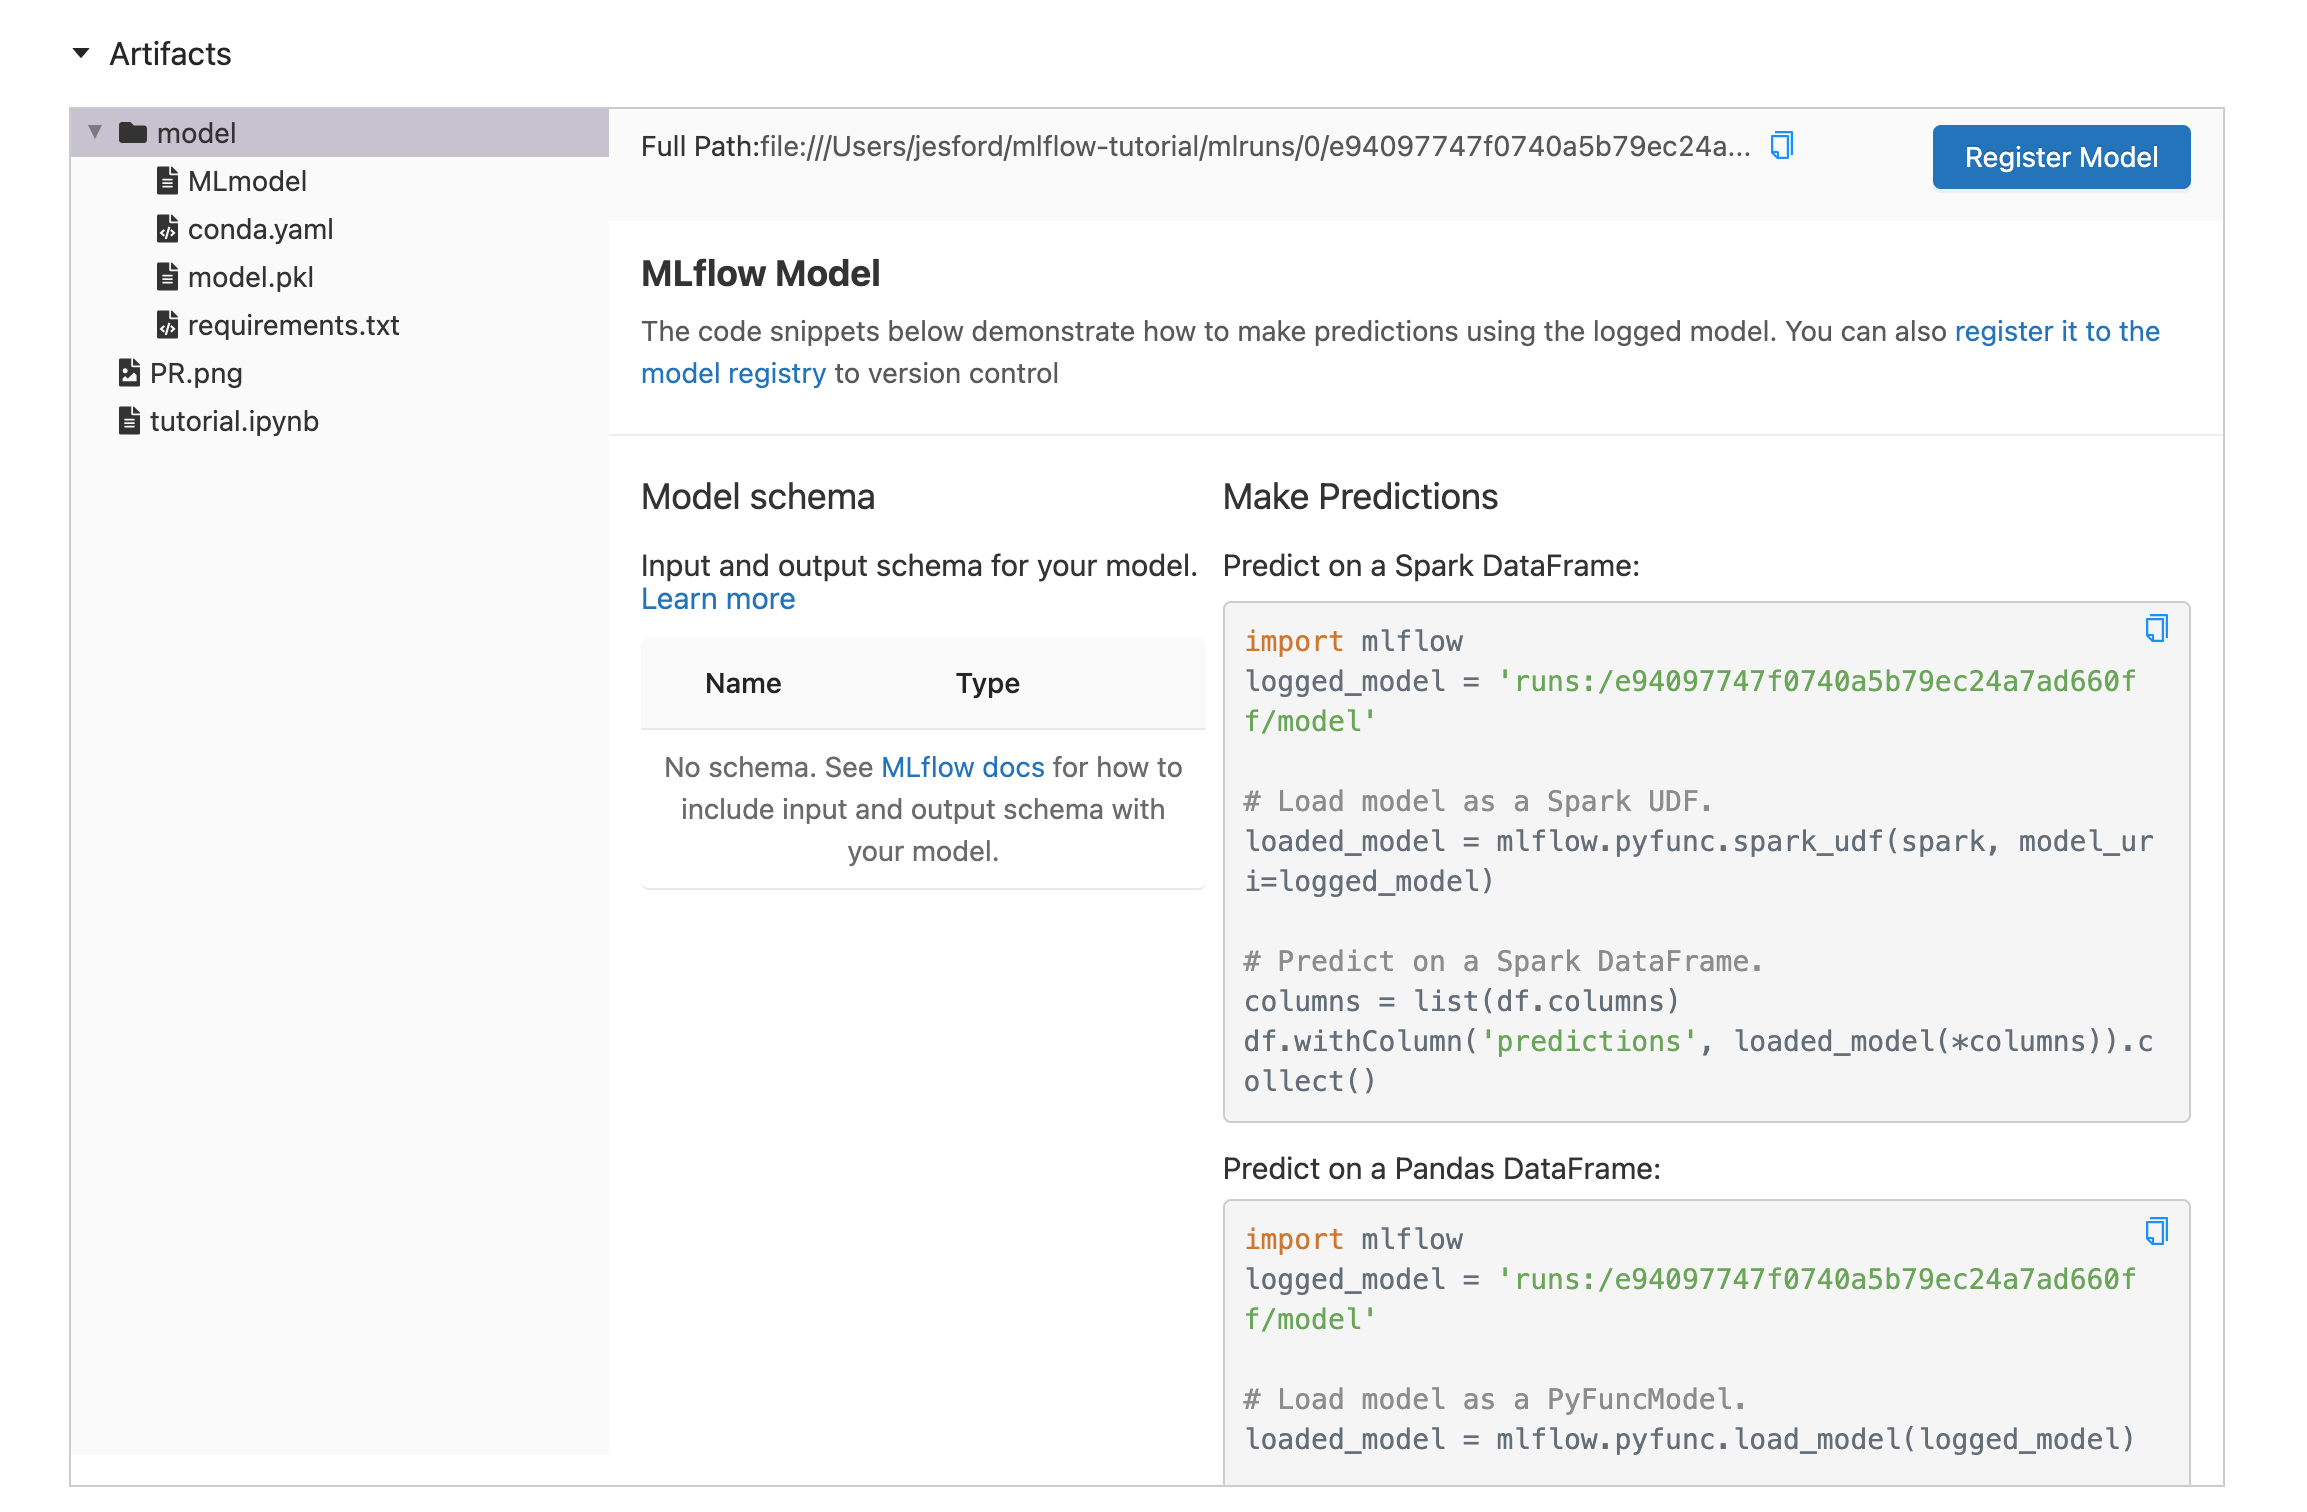 Artifacts
model
MLmodel
conda.yaml
model.pkl
requirements.txt
PR.png
tutorial.ipynb
Full Path:file:///Users/jesford/mlflow-tutorial/mlruns/0/e94097747f0740a5b79ec24a...
Register Model
MLflow Model
The code snippets below demonstrate how to make predictions using the logged model. You can also register it to the
model registry to version control
Model schema
Input and output schema for your model.
Learn more
Name Type
No schema. See MLflow docs for how to
include input and output schema with
your model.
Make Predictions
Predict on a Spark DataFrame:
import mlflow
logged_model = 'runs:/e94097747f0740a5b79ec24a7ad660f
f/model'
# Load model as a Spark UDF.
loaded_model = mlflow.pyfunc.spark_udf(spark, model_ur
i=logged_model)
# Predict on a Spark DataFrame.
columns = list(df.columns)
df.withColumn('predictions', loaded_model(*columns)).c
ollect()
Predict on a Pandas DataFrame:
import mlflow
logged_model = 'runs:/e94097747f0740a5b79ec24a7ad660f
f/model'
# Load model as a PyFuncModel.
loaded_model = mlflow.pyfunc.load_model(logged_model)